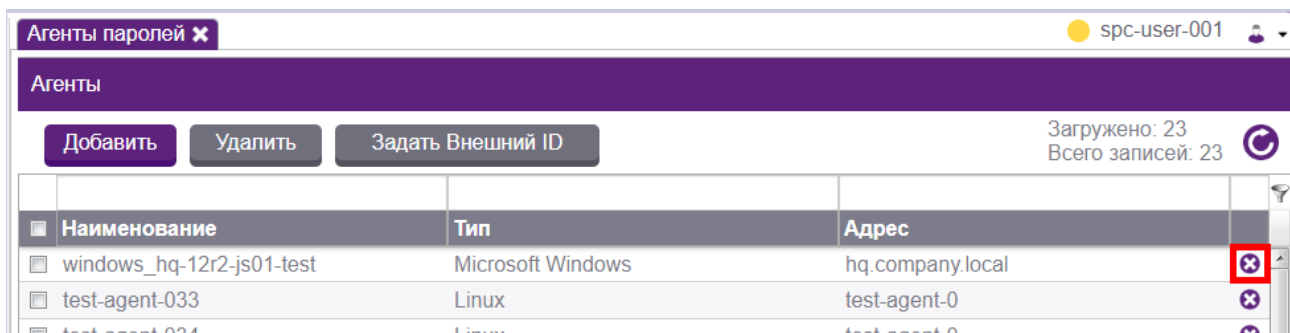 Агенты паролей
spc-user-001
Агенты
Добавить Удалить Задать Внешний ID
Загружено: 23
Всего записей: 23
Наименование Тип Адрес
windows_hq-12r2-js01-test Microsoft Windows hq.company.local
test-agent-033 Linux test-agent-0